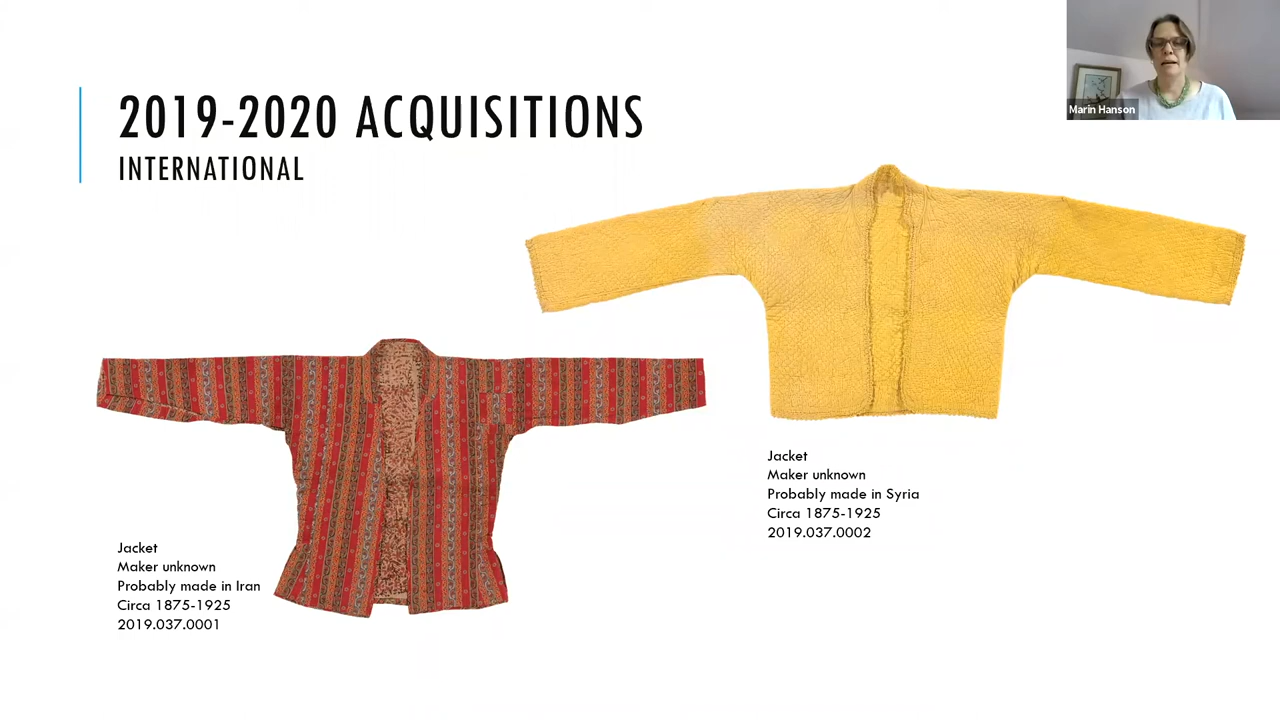 2019-2020 ACQUISITIONS
INTERNATIONAL
Marin Hanson
Jacket
Maker unknown
Probably made in Syria
Circa 1875-1925
2019.037.0002
Jacket
Maker unknown
Probably made in Iran
Circa 1875-1925
2019.037.0001